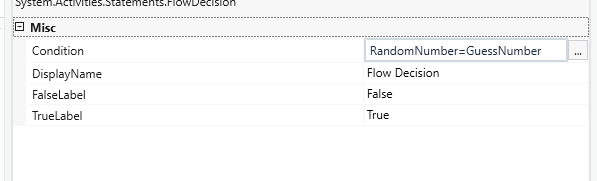 System.Activities.Statements.FlowDecision
Misc
Condition RandomNumber=GuessNumber ...
DisplayName Flow Decision
FalseLabel False
TrueLabel True